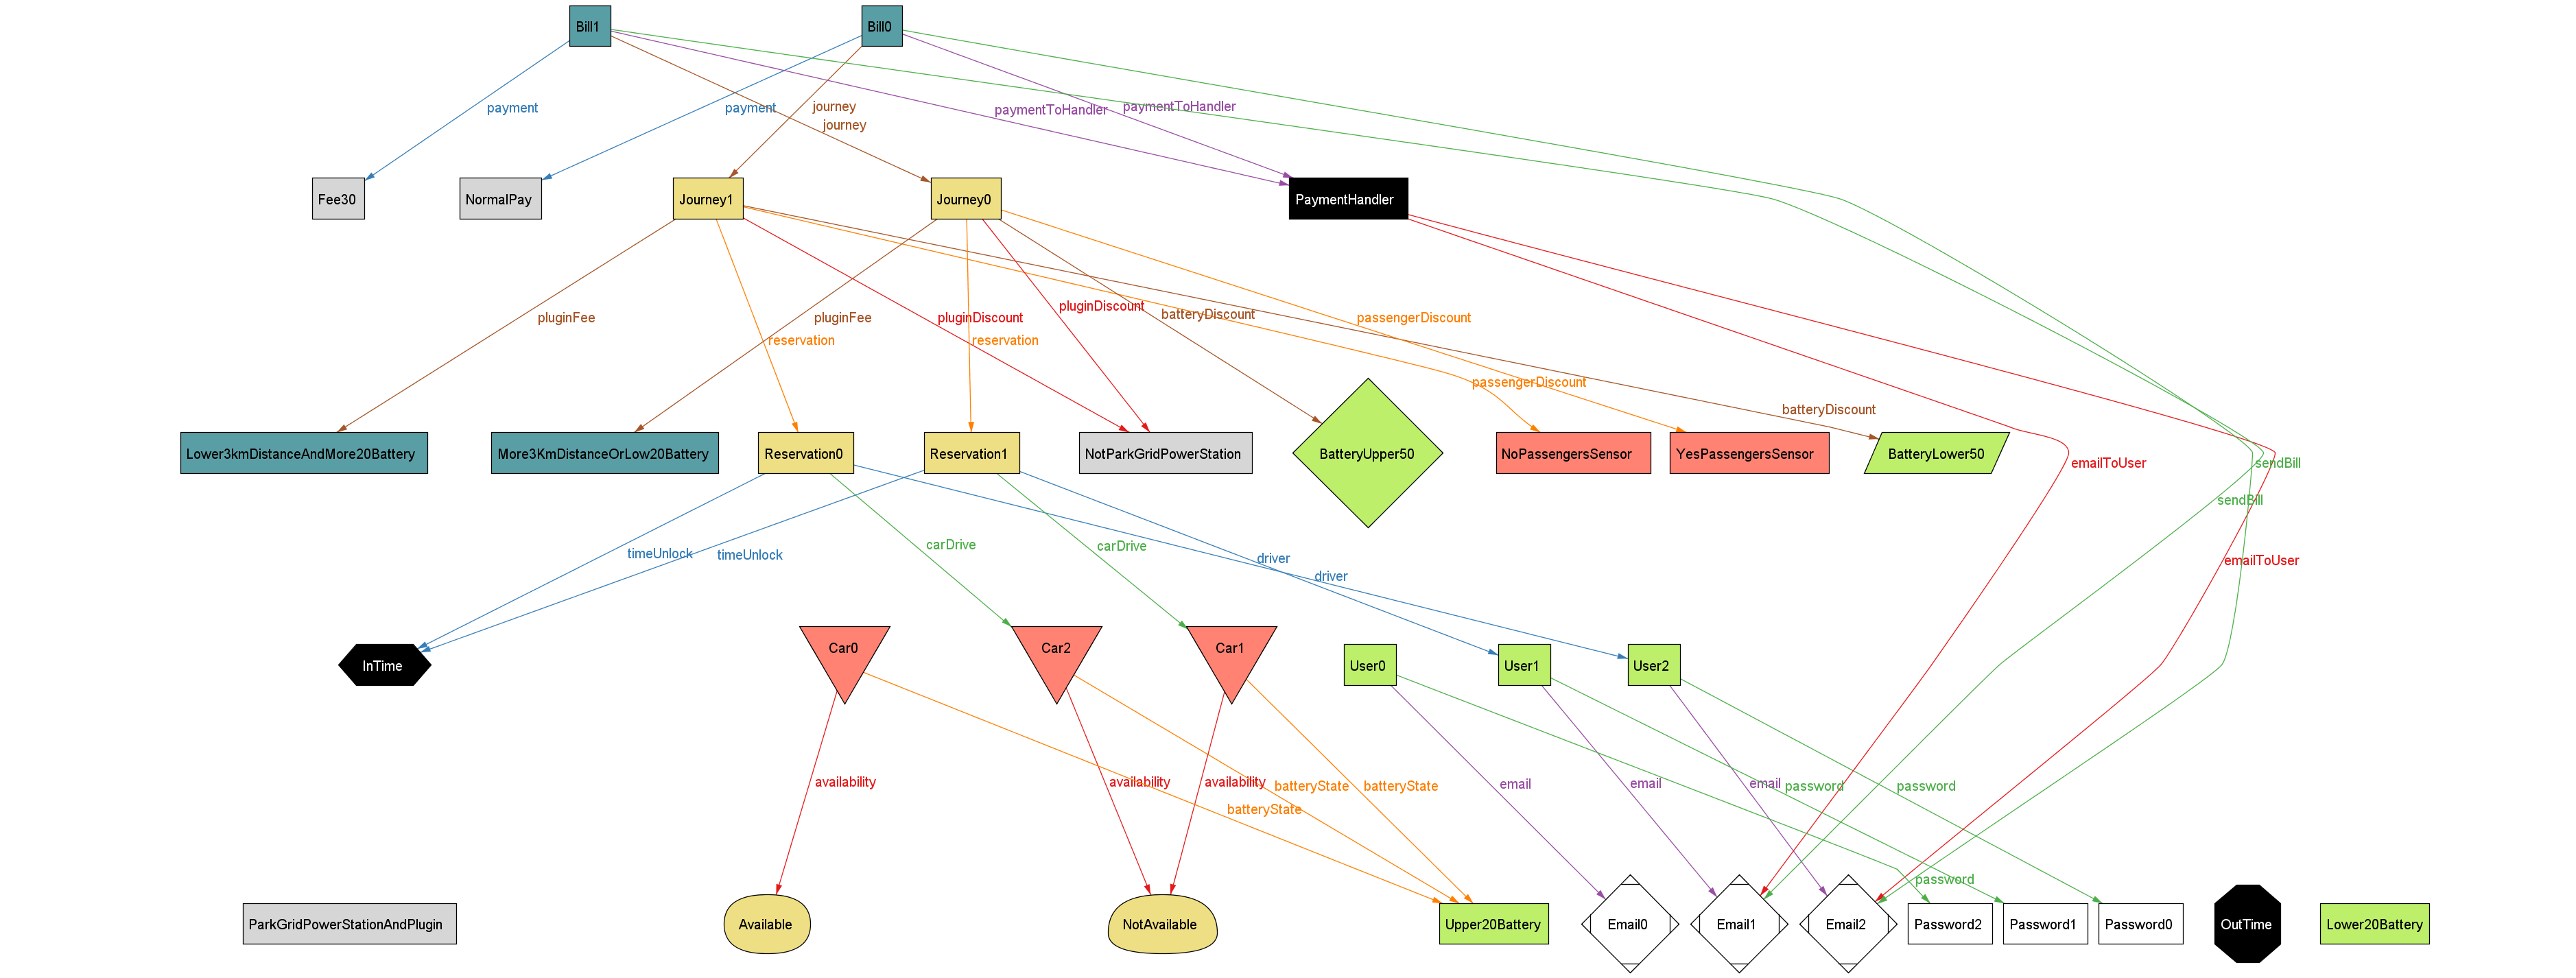 Bill1
Bill0
payment
payment
journey
journey
paymentToHandler
paymentToHandler
Fee30
NormalPay
Journey1
Journey0
PaymentHandler
pluginFee
reservation
pluginDiscount
pluginFee
reservation
pluginDiscount
batteryDiscount
passengerDiscount
passengerDiscount
batteryDiscount
Lower3kmDistanceAndMore20Battery
More3KmDistanceOrLow20Battery
Reservation0
Reservation1
NotParkGridPowerStation
BatteryUpper50
NoPassengersSensor
YesPassengersSensor
BatteryLower50
emailToUser
sendBill
sendBill
timeUnlock
timeUnlock
carDrive
carDrive
driver
driver
emailToUser
InTime
Car0
Car2
Car1
User0
User1
User2
availability
availability
availability
batteryState
batteryState
batteryState
email
email
email
password
password
password
ParkGridPowerStationAndPlugin
Available
NotAvailable
Upper20Battery
Email0
Email1
Email2
Password2
Password1
Password0
OutTime
Lower20Battery